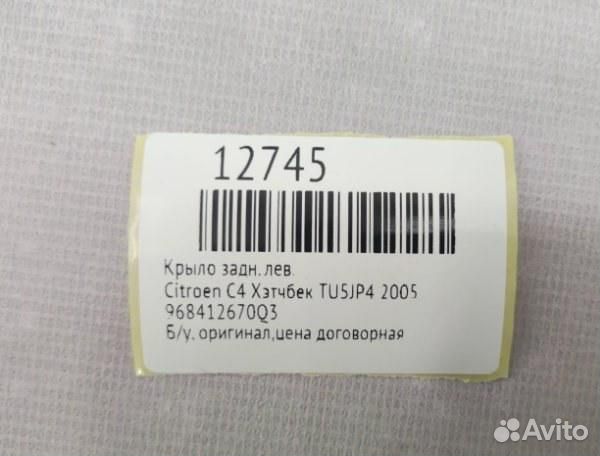 12745
Крыло задн.лев.
Citroen C4 Хэтчбек TU5JP4 2005
968412670Q3
Б/у, оригинал,цена договорная
Avito